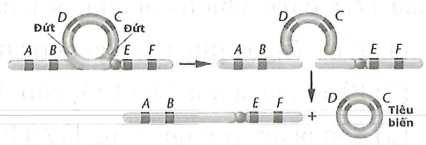 D C
Đứt Đứt
A B E F
D C
A B E F
A B E F
+
D C
Tiêu
biến